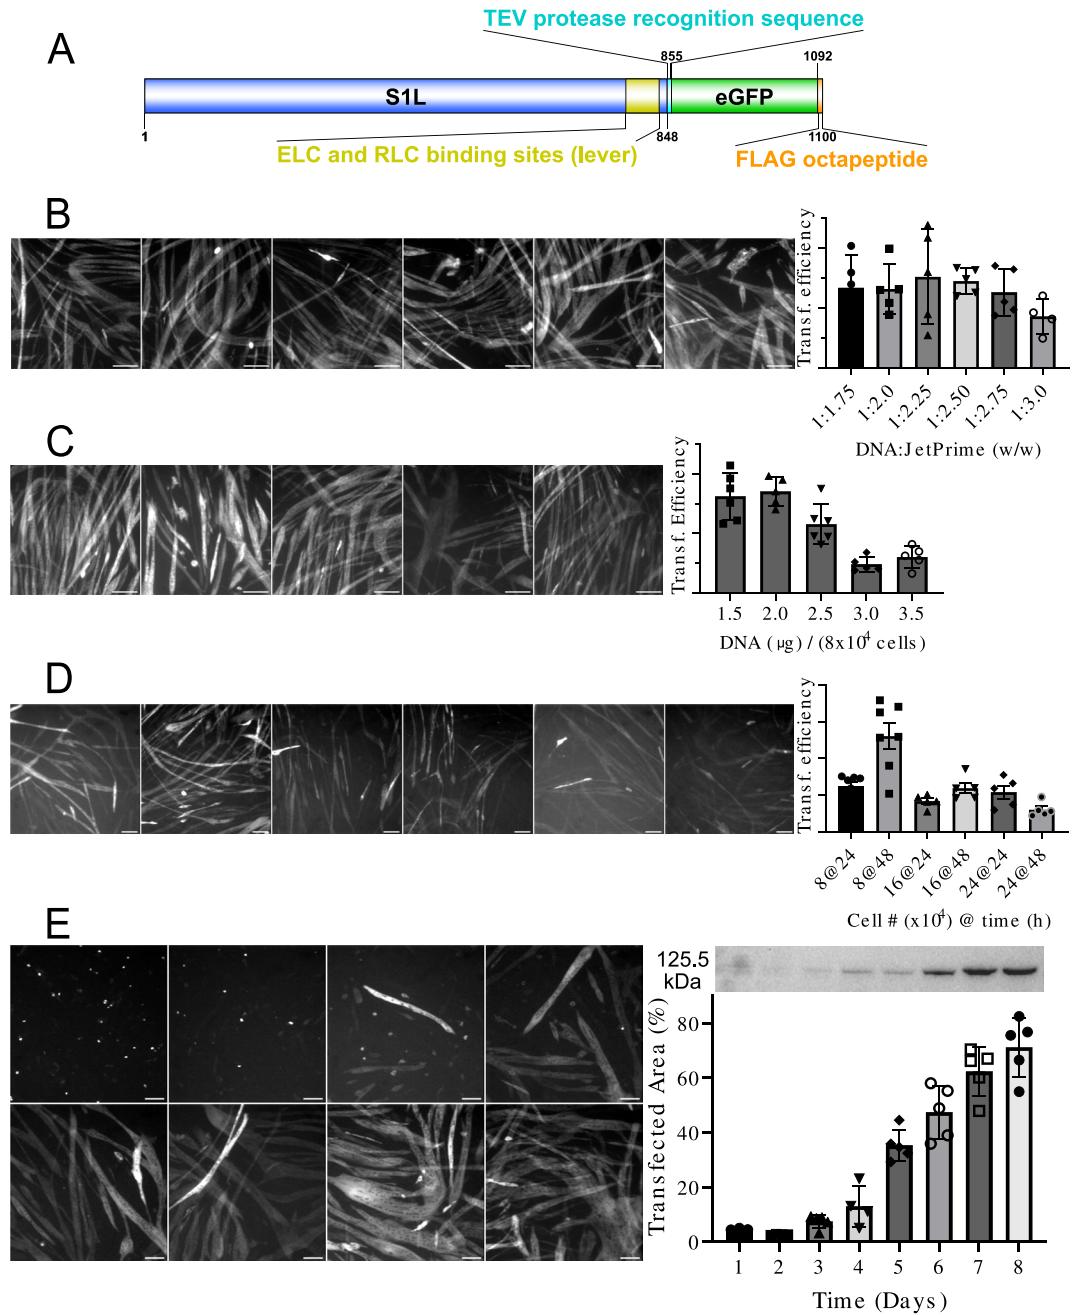 A
TEV protease recognition sequence
855
1092
S1L
eGFP
1
848
1100
ELC and RLC binding sites (lever)
FLAG octapeptide
B
Transf. efficiency
1:1.75
1:2.0
1:2.25
1:2.50
1:2.75
1:3.0
DNA:JetPrime (w/w)
C
Transf. Efficiency
1.5 2.0 2.5 3.0 3.5
DNA (µg) / (8x10⁴ cells)
D
Transf. efficiency
8@24
8@48
16@24
16@48
24@24
24@48
Cell # (x10⁴) @ time (h)
E
125.5
kDa
Transfected Area (%)
80
60
40
20
0
1 2 3 4 5 6 7 8
Time (Days)